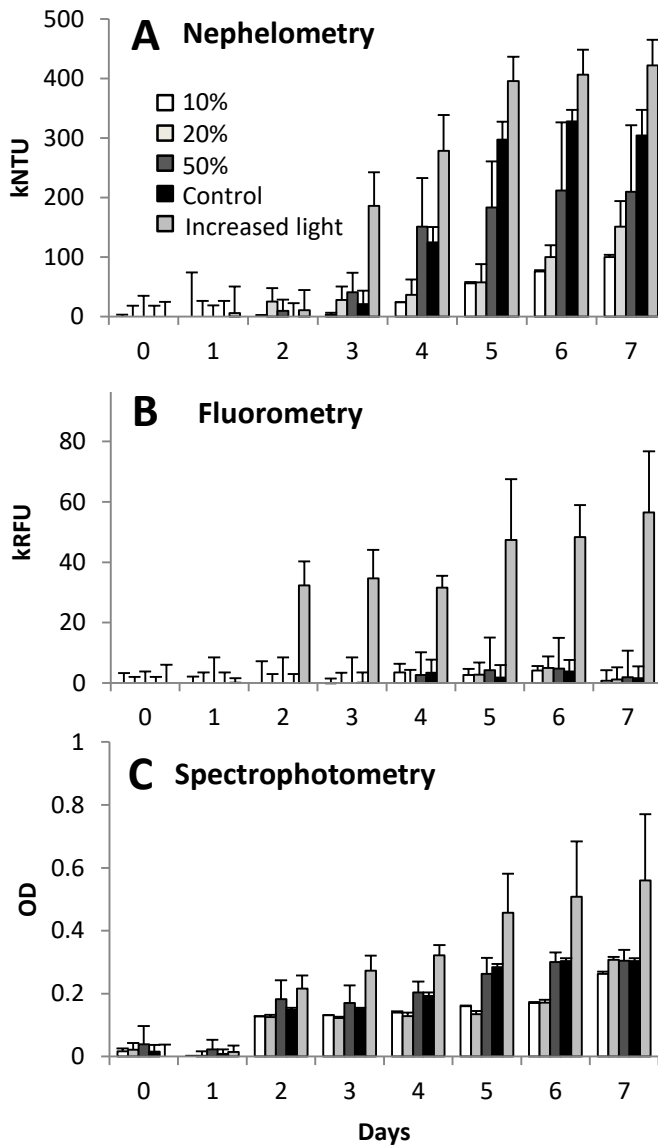 A Nephelometry
500
400
300
200
100
0
kNTU
10%
20%
50%
Control
Increased light
0 1 2 3 4 5 6 7
B Fluorometry
80
60
40
20
0
kRFU
0 1 2 3 4 5 6 7
C Spectrophotometry
1
0.8
0.6
0.4
0.2
0
OD
0 1 2 3 4 5 6 7
Days